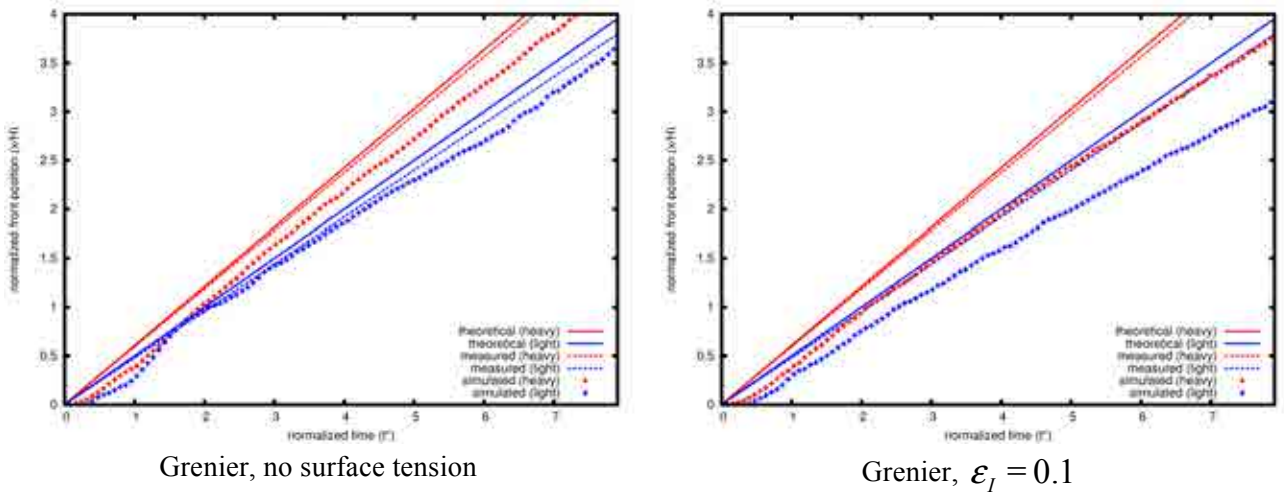 4
3.5
3
2.5
2
1.5
1
0.5
0
normalized front position (x/H)
0 1 2 3 4 5 6 7
normalized time (t*)
theoretical (heavy)
theoretical (light)
measured (heavy)
measured (light)
simulated (heavy)
simulated (light)
Grenier, no surface tension
4
3.5
3
2.5
2
1.5
1
0.5
0
normalized front position (x/H)
0 1 2 3 4 5 6 7
normalized time (t*)
theoretical (heavy)
theoretical (light)
measured (heavy)
measured (light)
simulated (heavy)
simulated (light)
Grenier, ε_I = 0.1